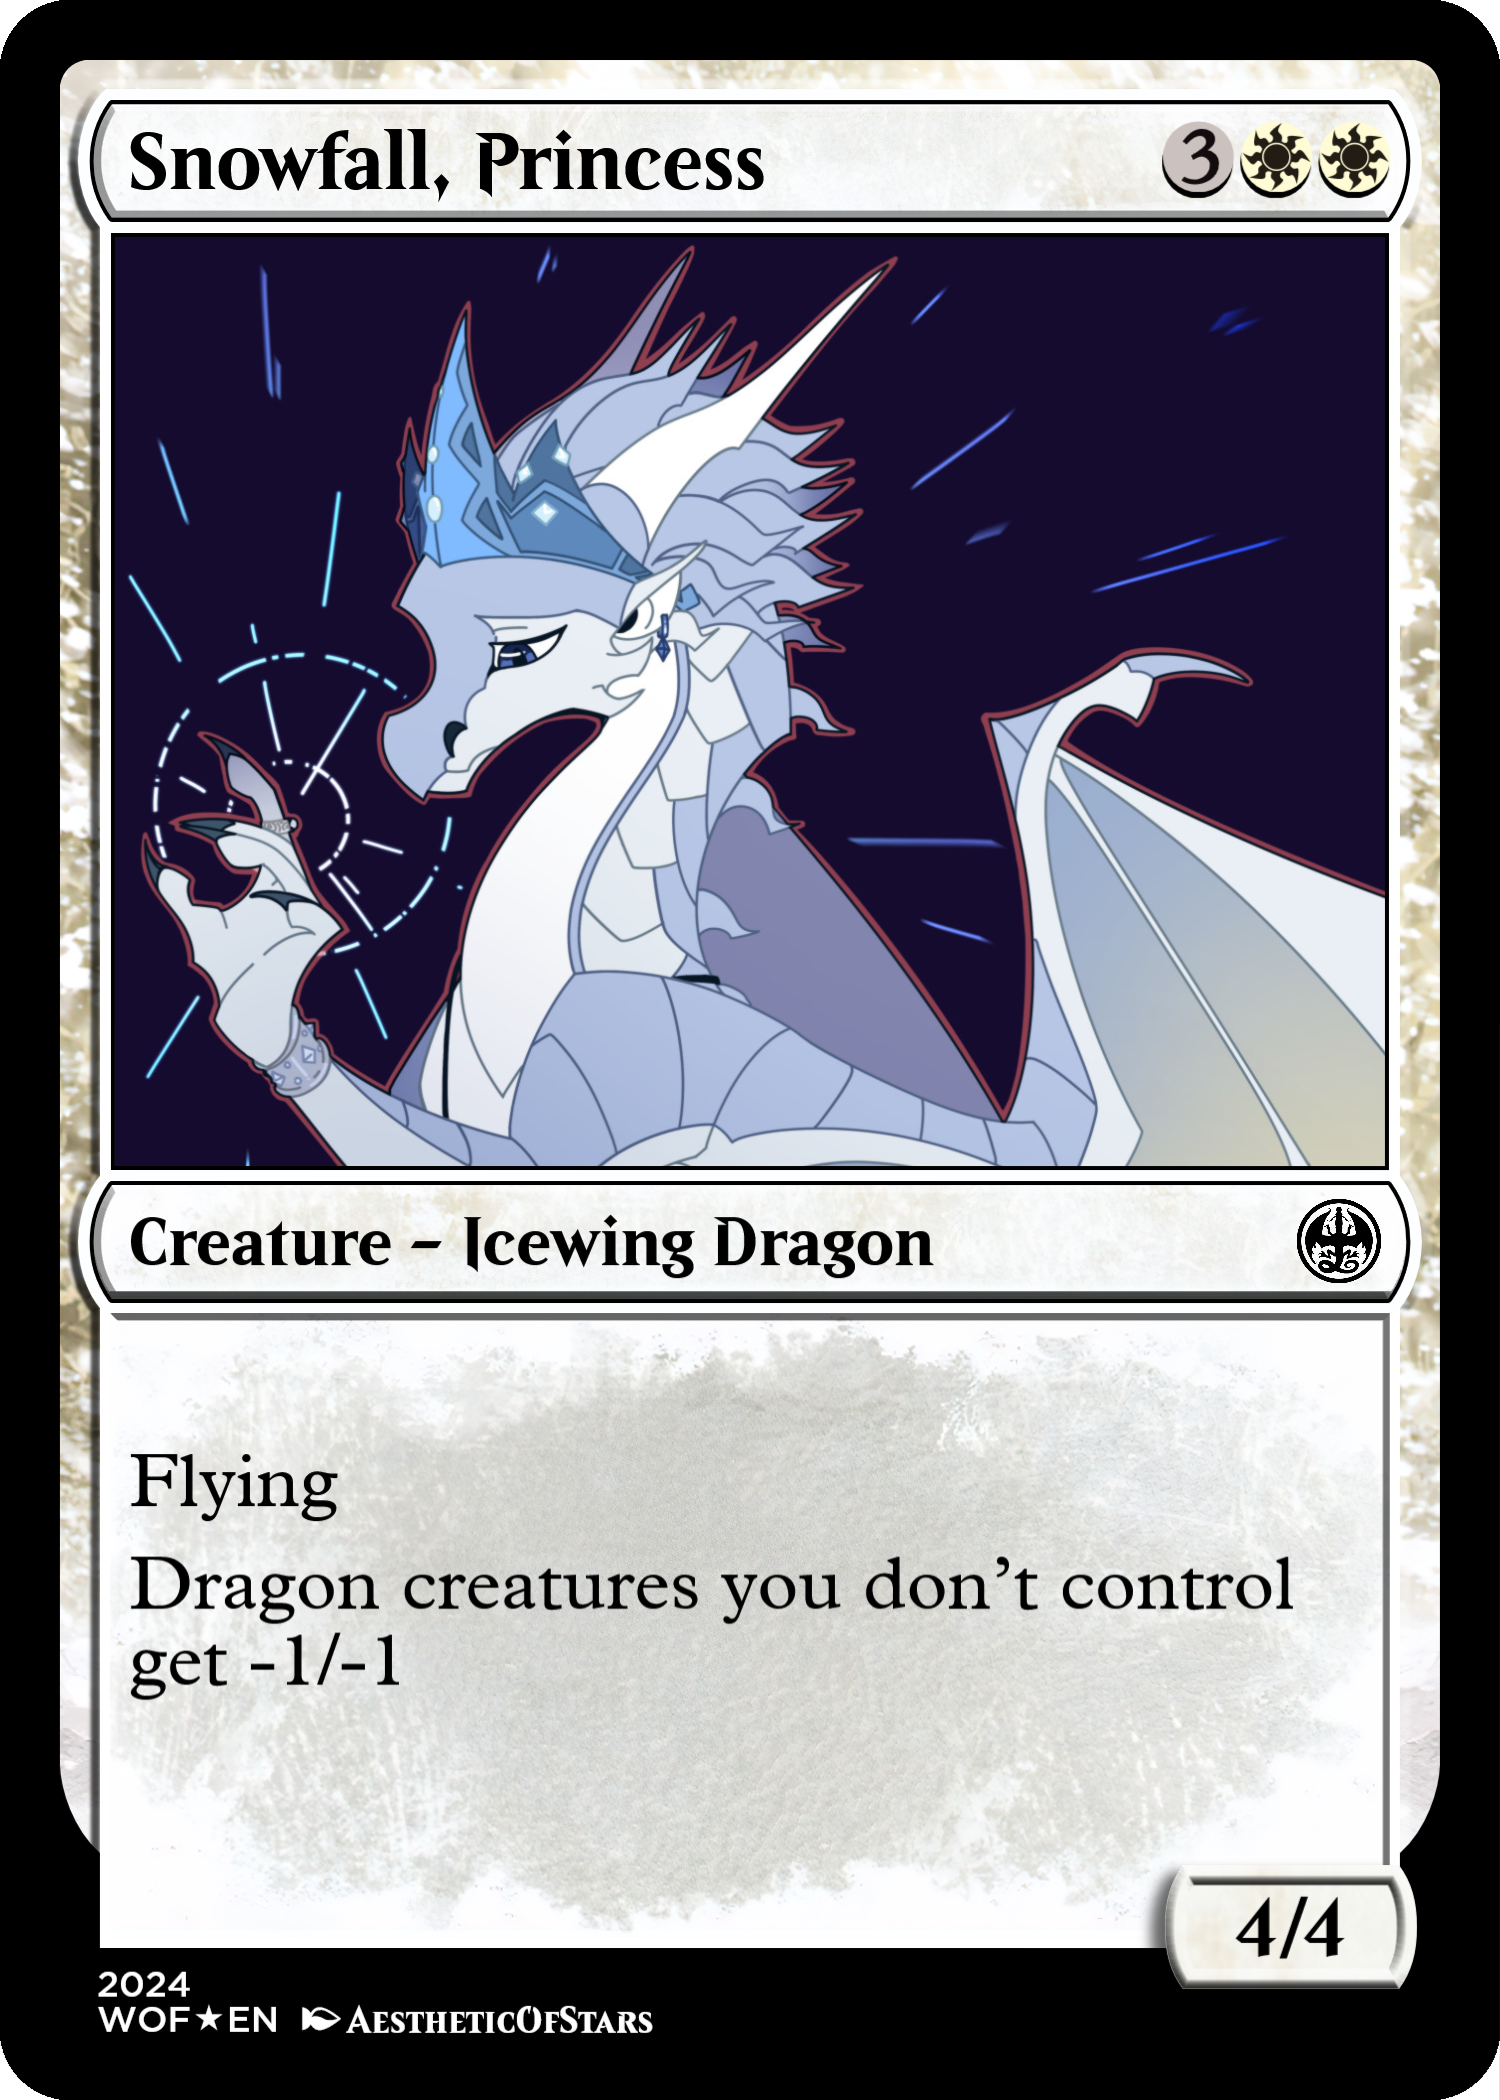 Snowfall, Princess 3
Creature – Icewing Dragon
Flying
Dragon creatures you don't control
get -1/-1
4/4
2024
WOF★EN AestheticOfStars